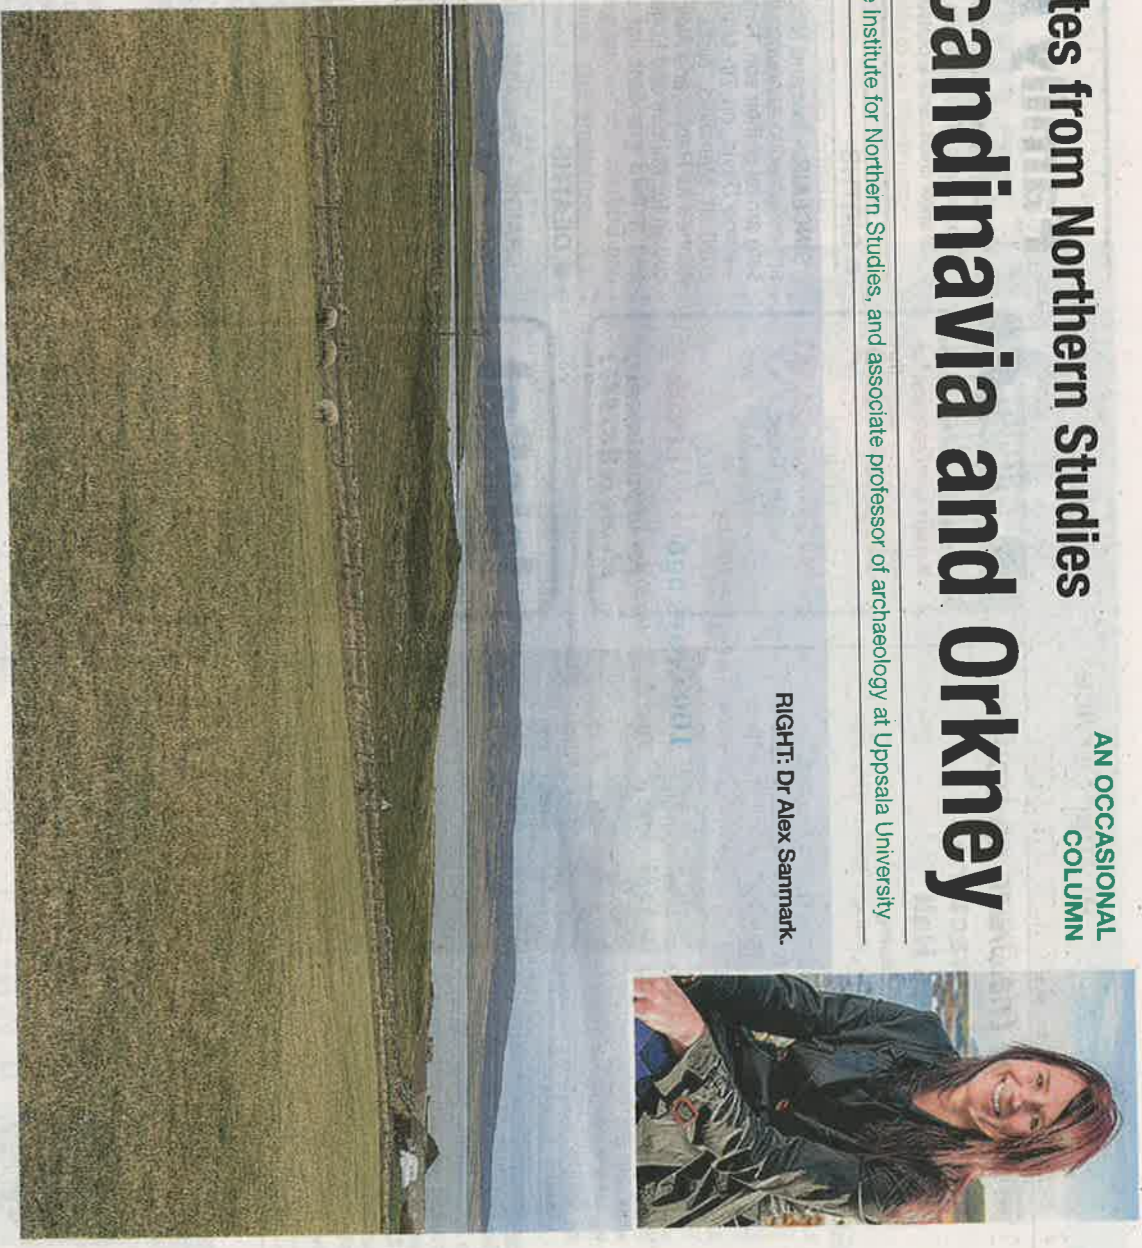 tes from Northern Studies
AN OCCASIONAL
COLUMN
candinavia and Orkney
e Institute for Northern Studies, and associate professor of archaeology at Uppsala University
RIGHT: Dr Alex Sanmark.